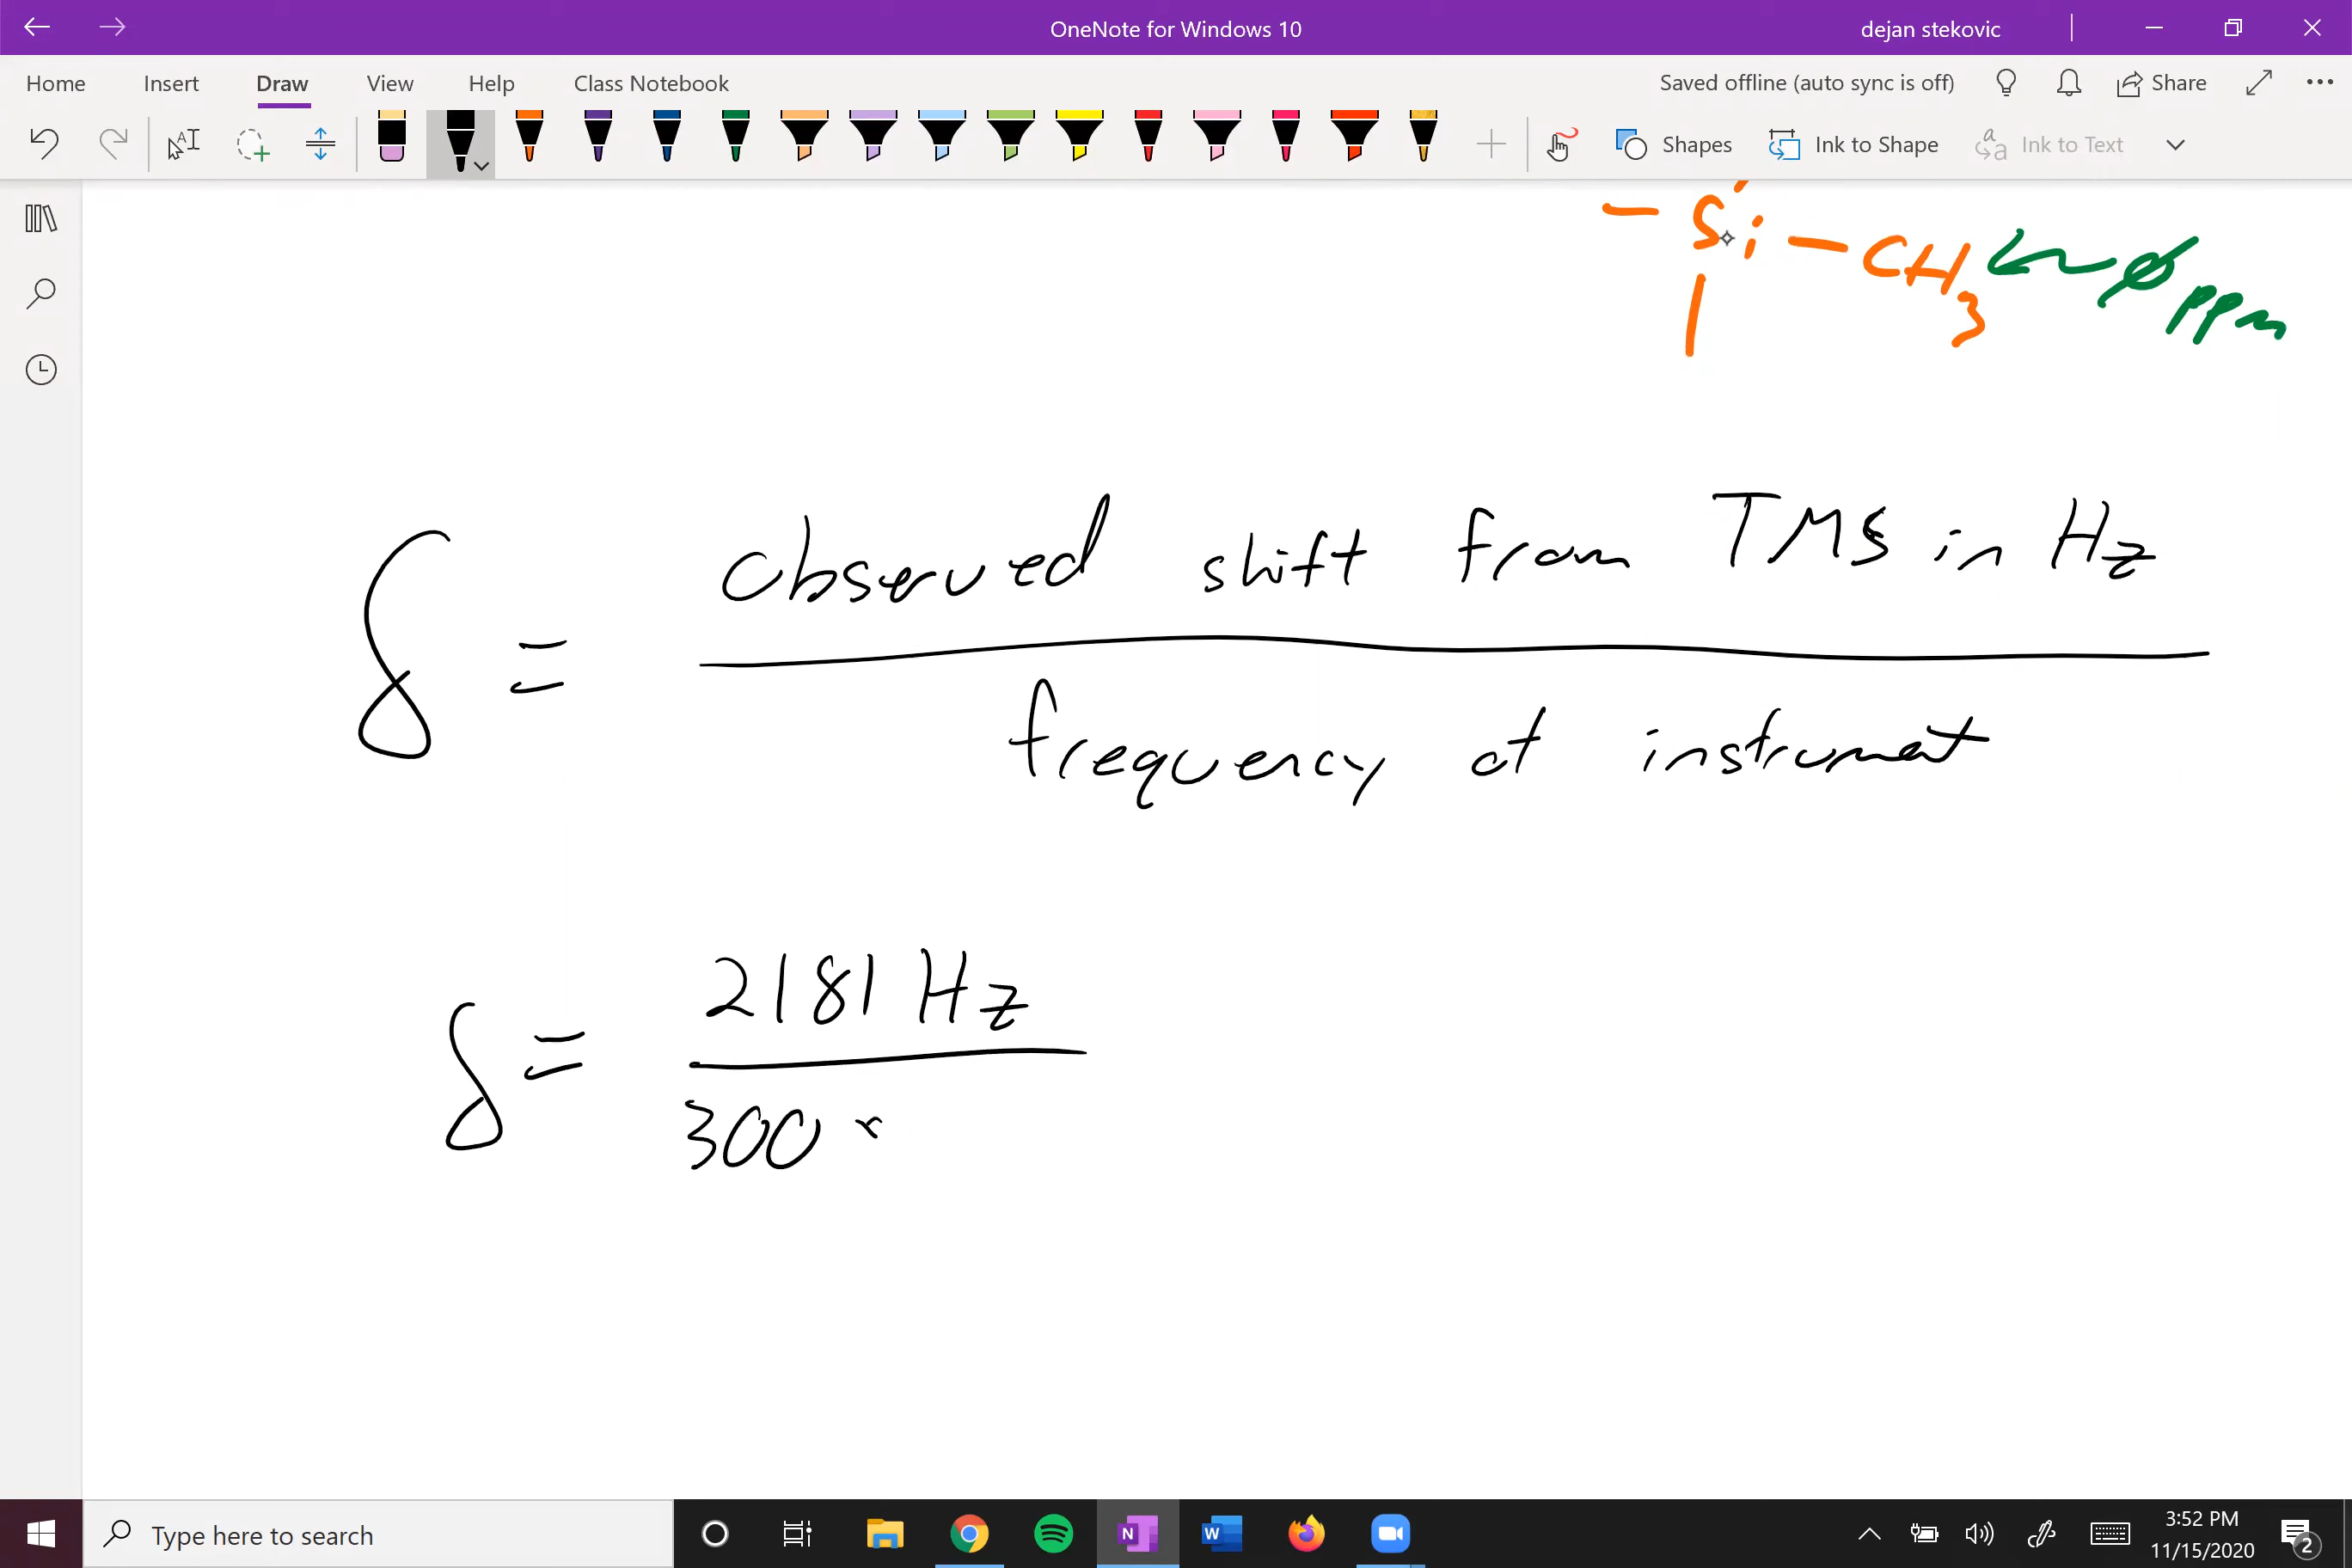 OneNote for Windows 10
dejan stekovic
Home Insert Draw View Help Class Notebook
Saved offline (auto sync is off) Share
Shapes Ink to Shape Ink to Text
- Si - CH3 ϕ ppm
δ = observed shift from TMS in Hz
frequency of instrumet
δ = 2181 Hz
300 x
Type here to search
3:52 PM
11/15/2020
2